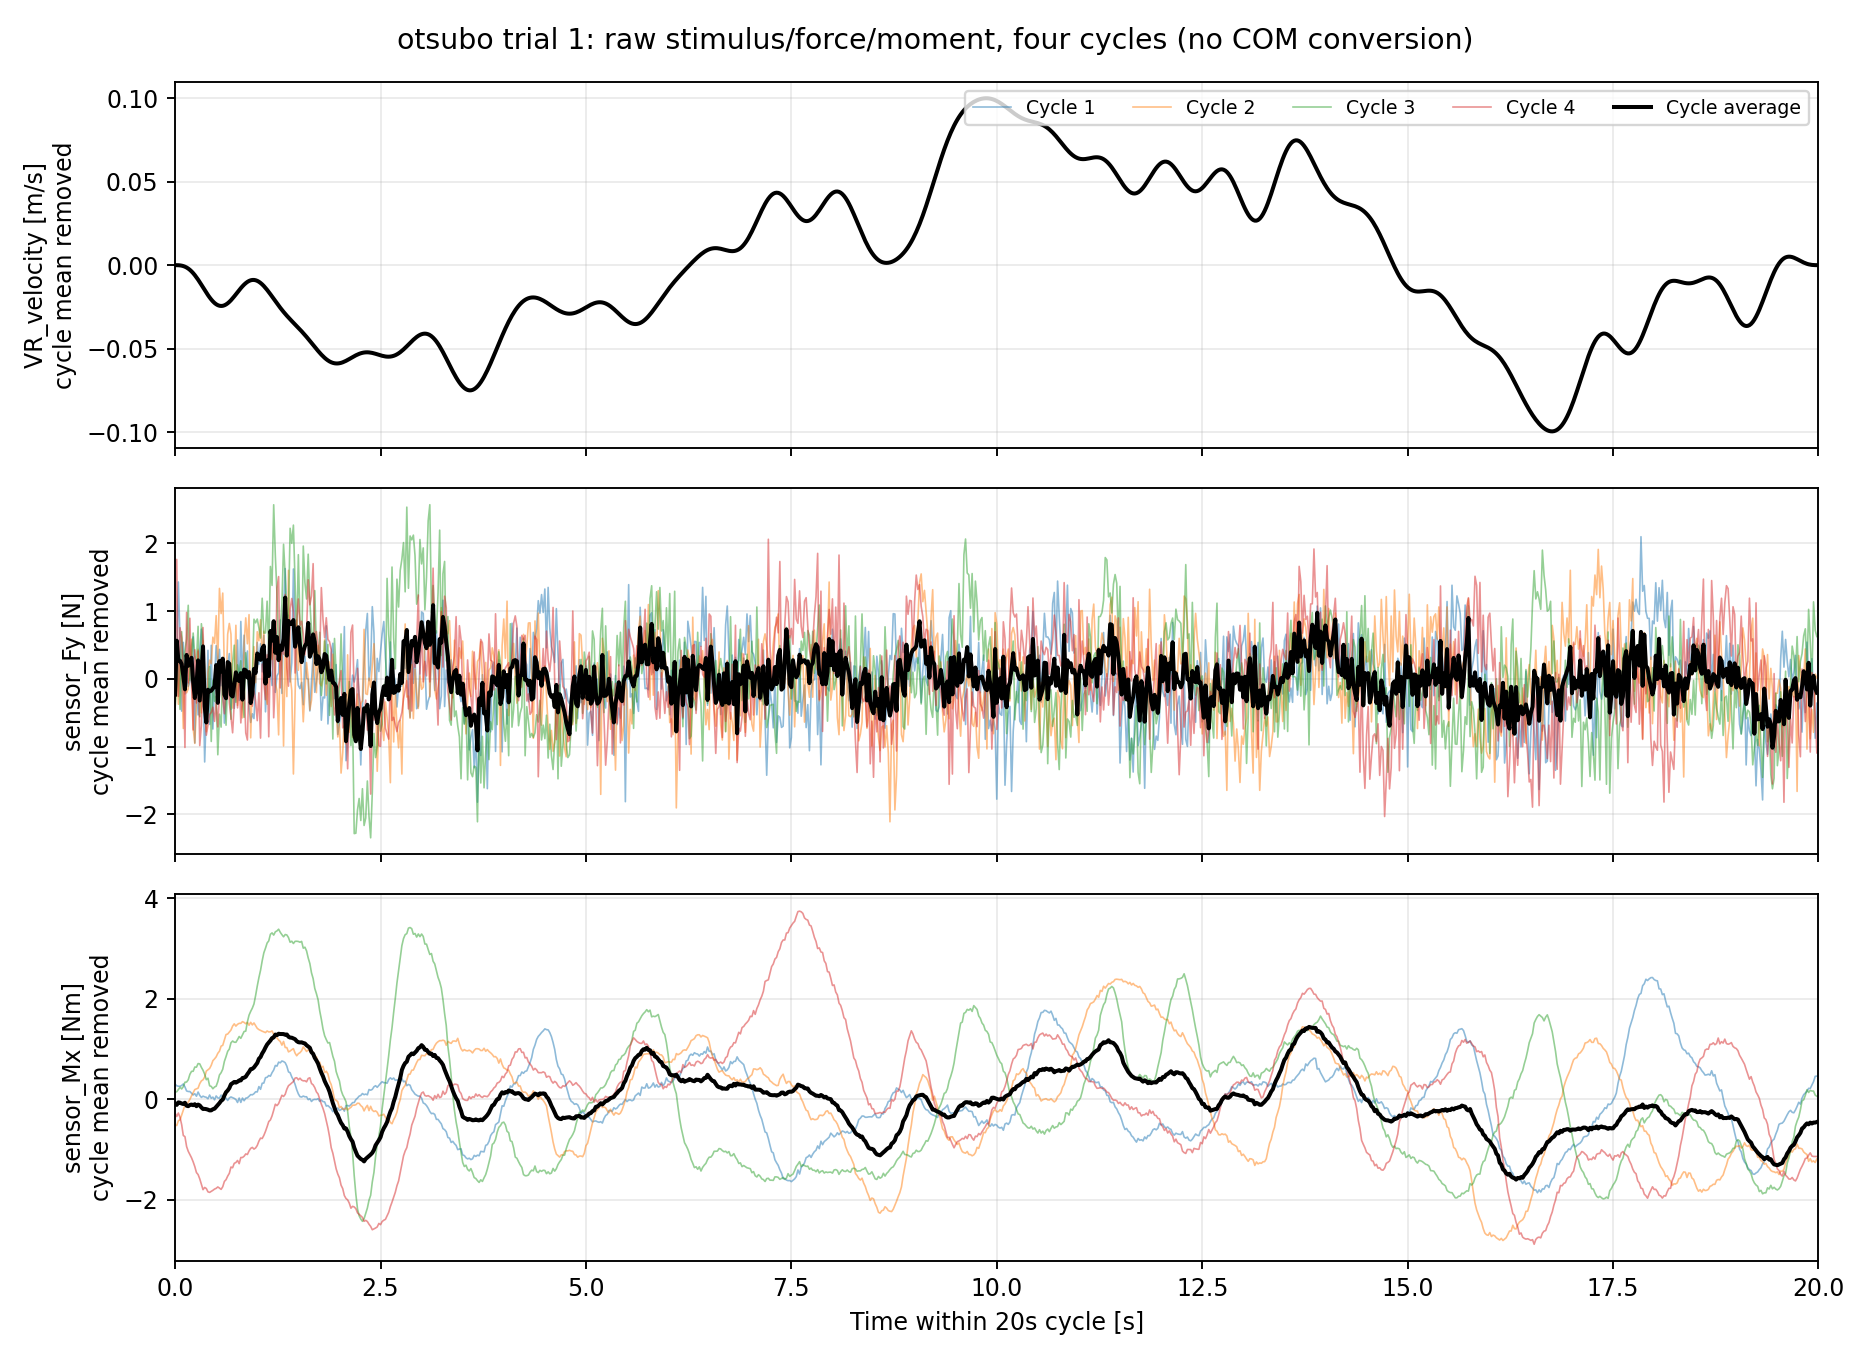 otsubo trial 1: raw stimulus/force/moment, four cycles (no COM conversion)
VR_velocity [m/s]
cycle mean removed
0.10
0.05
0.00
−0.05
−0.10
Cycle 1
Cycle 2
Cycle 3
Cycle 4
Cycle average
sensor_Fy [N]
cycle mean removed
2
1
0
−1
−2
sensor_Mx [Nm]
cycle mean removed
4
2
0
−2
0.0
2.5
5.0
7.5
10.0
12.5
15.0
17.5
20.0
Time within 20s cycle [s]